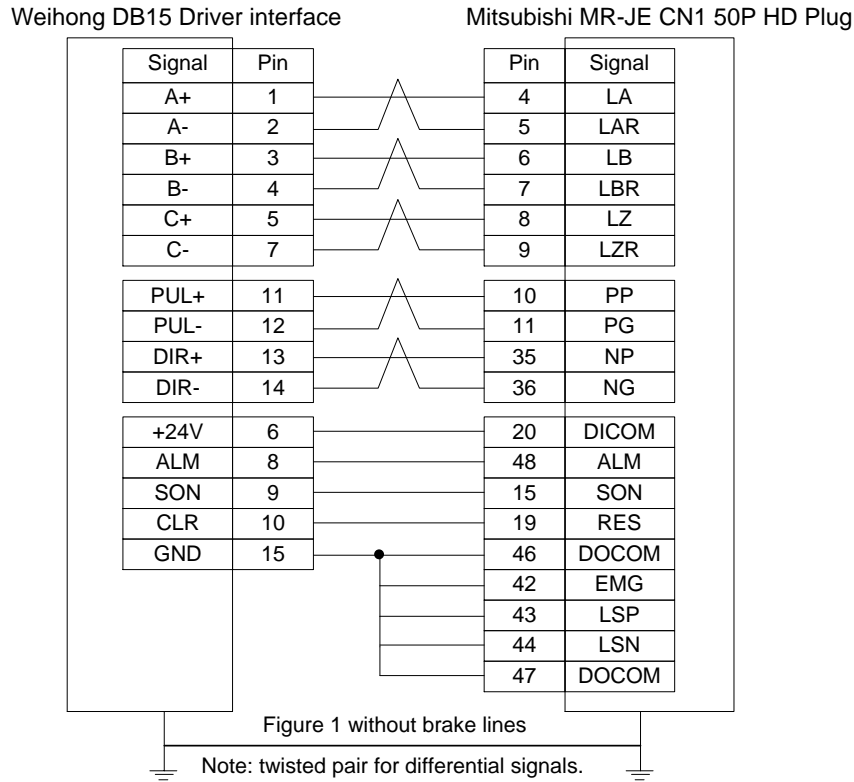 Weihong DB15 Driver interface Mitsubishi MR-JE CN1 50P HD Plug
Signal Pin Pin Signal
A+ 1 4 LA
A- 2 5 LAR
B+ 3 6 LB
B- 4 7 LBR
C+ 5 8 LZ
C- 7 9 LZR
PUL+ 11 10 PP
PUL- 12 11 PG
DIR+ 13 35 NP
DIR- 14 36 NG
+24V 6 20 DICOM
ALM 8 48 ALM
SON 9 15 SON
CLR 10 19 RES
GND 15 46 DOCOM
42 EMG
43 LSP
44 LSN
47 DOCOM
Figure 1 without brake lines
Note: twisted pair for differential signals.